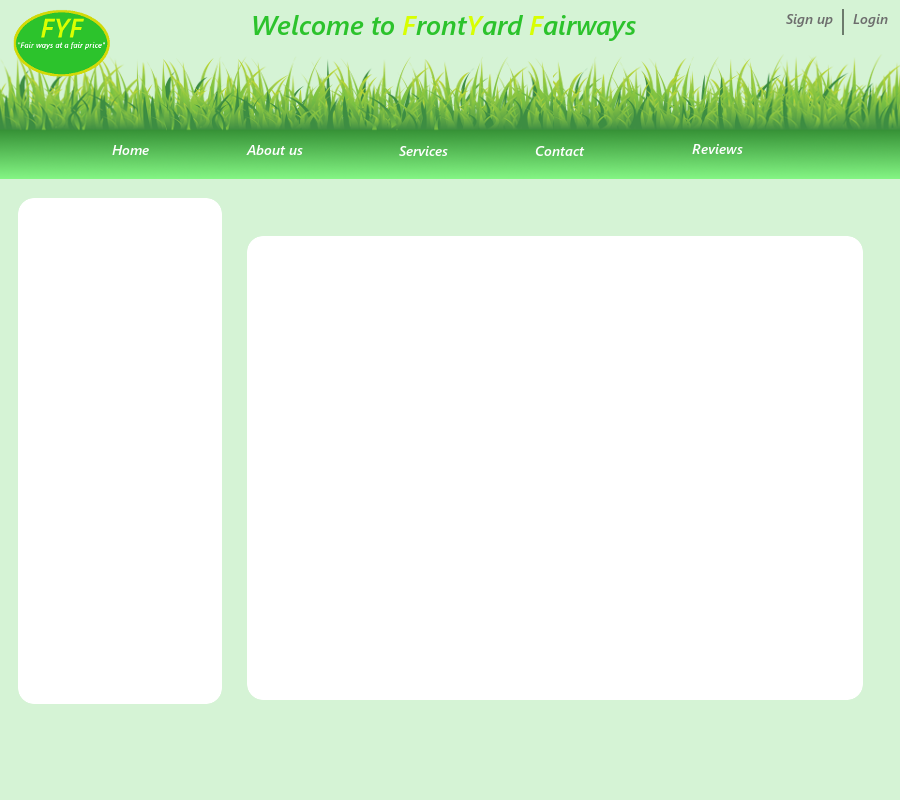 FYF
"Fair ways at a fair price"
Welcome to FrontYard Fairways
Sign up
Login
Home
About us
Services
Contact
Reviews